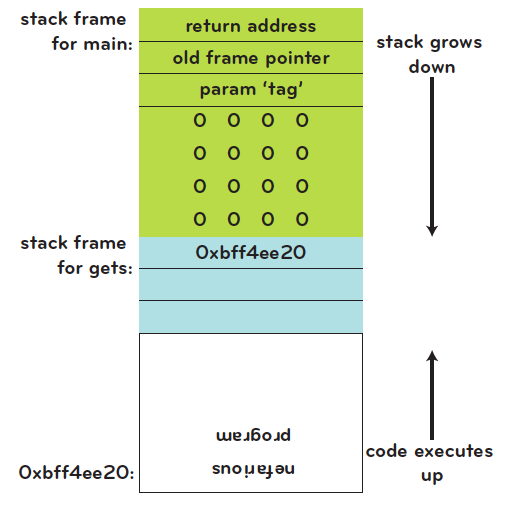 stack frame
for main:
return address
old frame pointer
param 'tag'
stack grows
down
0 0 0 0
0 0 0 0
0 0 0 0
0 0 0 0
stack frame
for gets:
0xbff4ee20
program
nefarious
0xbff4ee20:
code executes
up